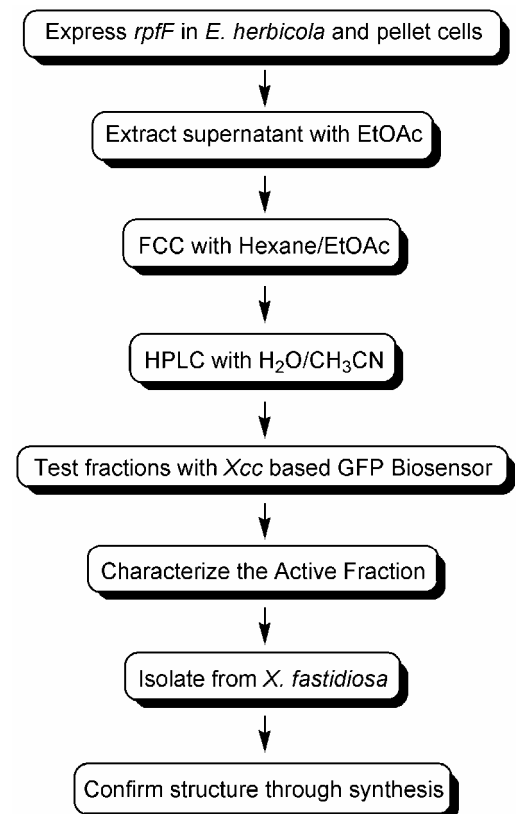 Express rpfF in E. herbicola and pellet cells
Extract supernatant with EtOAc
FCC with Hexane/EtOAc
HPLC with H₂O/CH₃CN
Test fractions with Xcc based GFP Biosensor
Characterize the Active Fraction
Isolate from X. fastidiosa
Confirm structure through synthesis